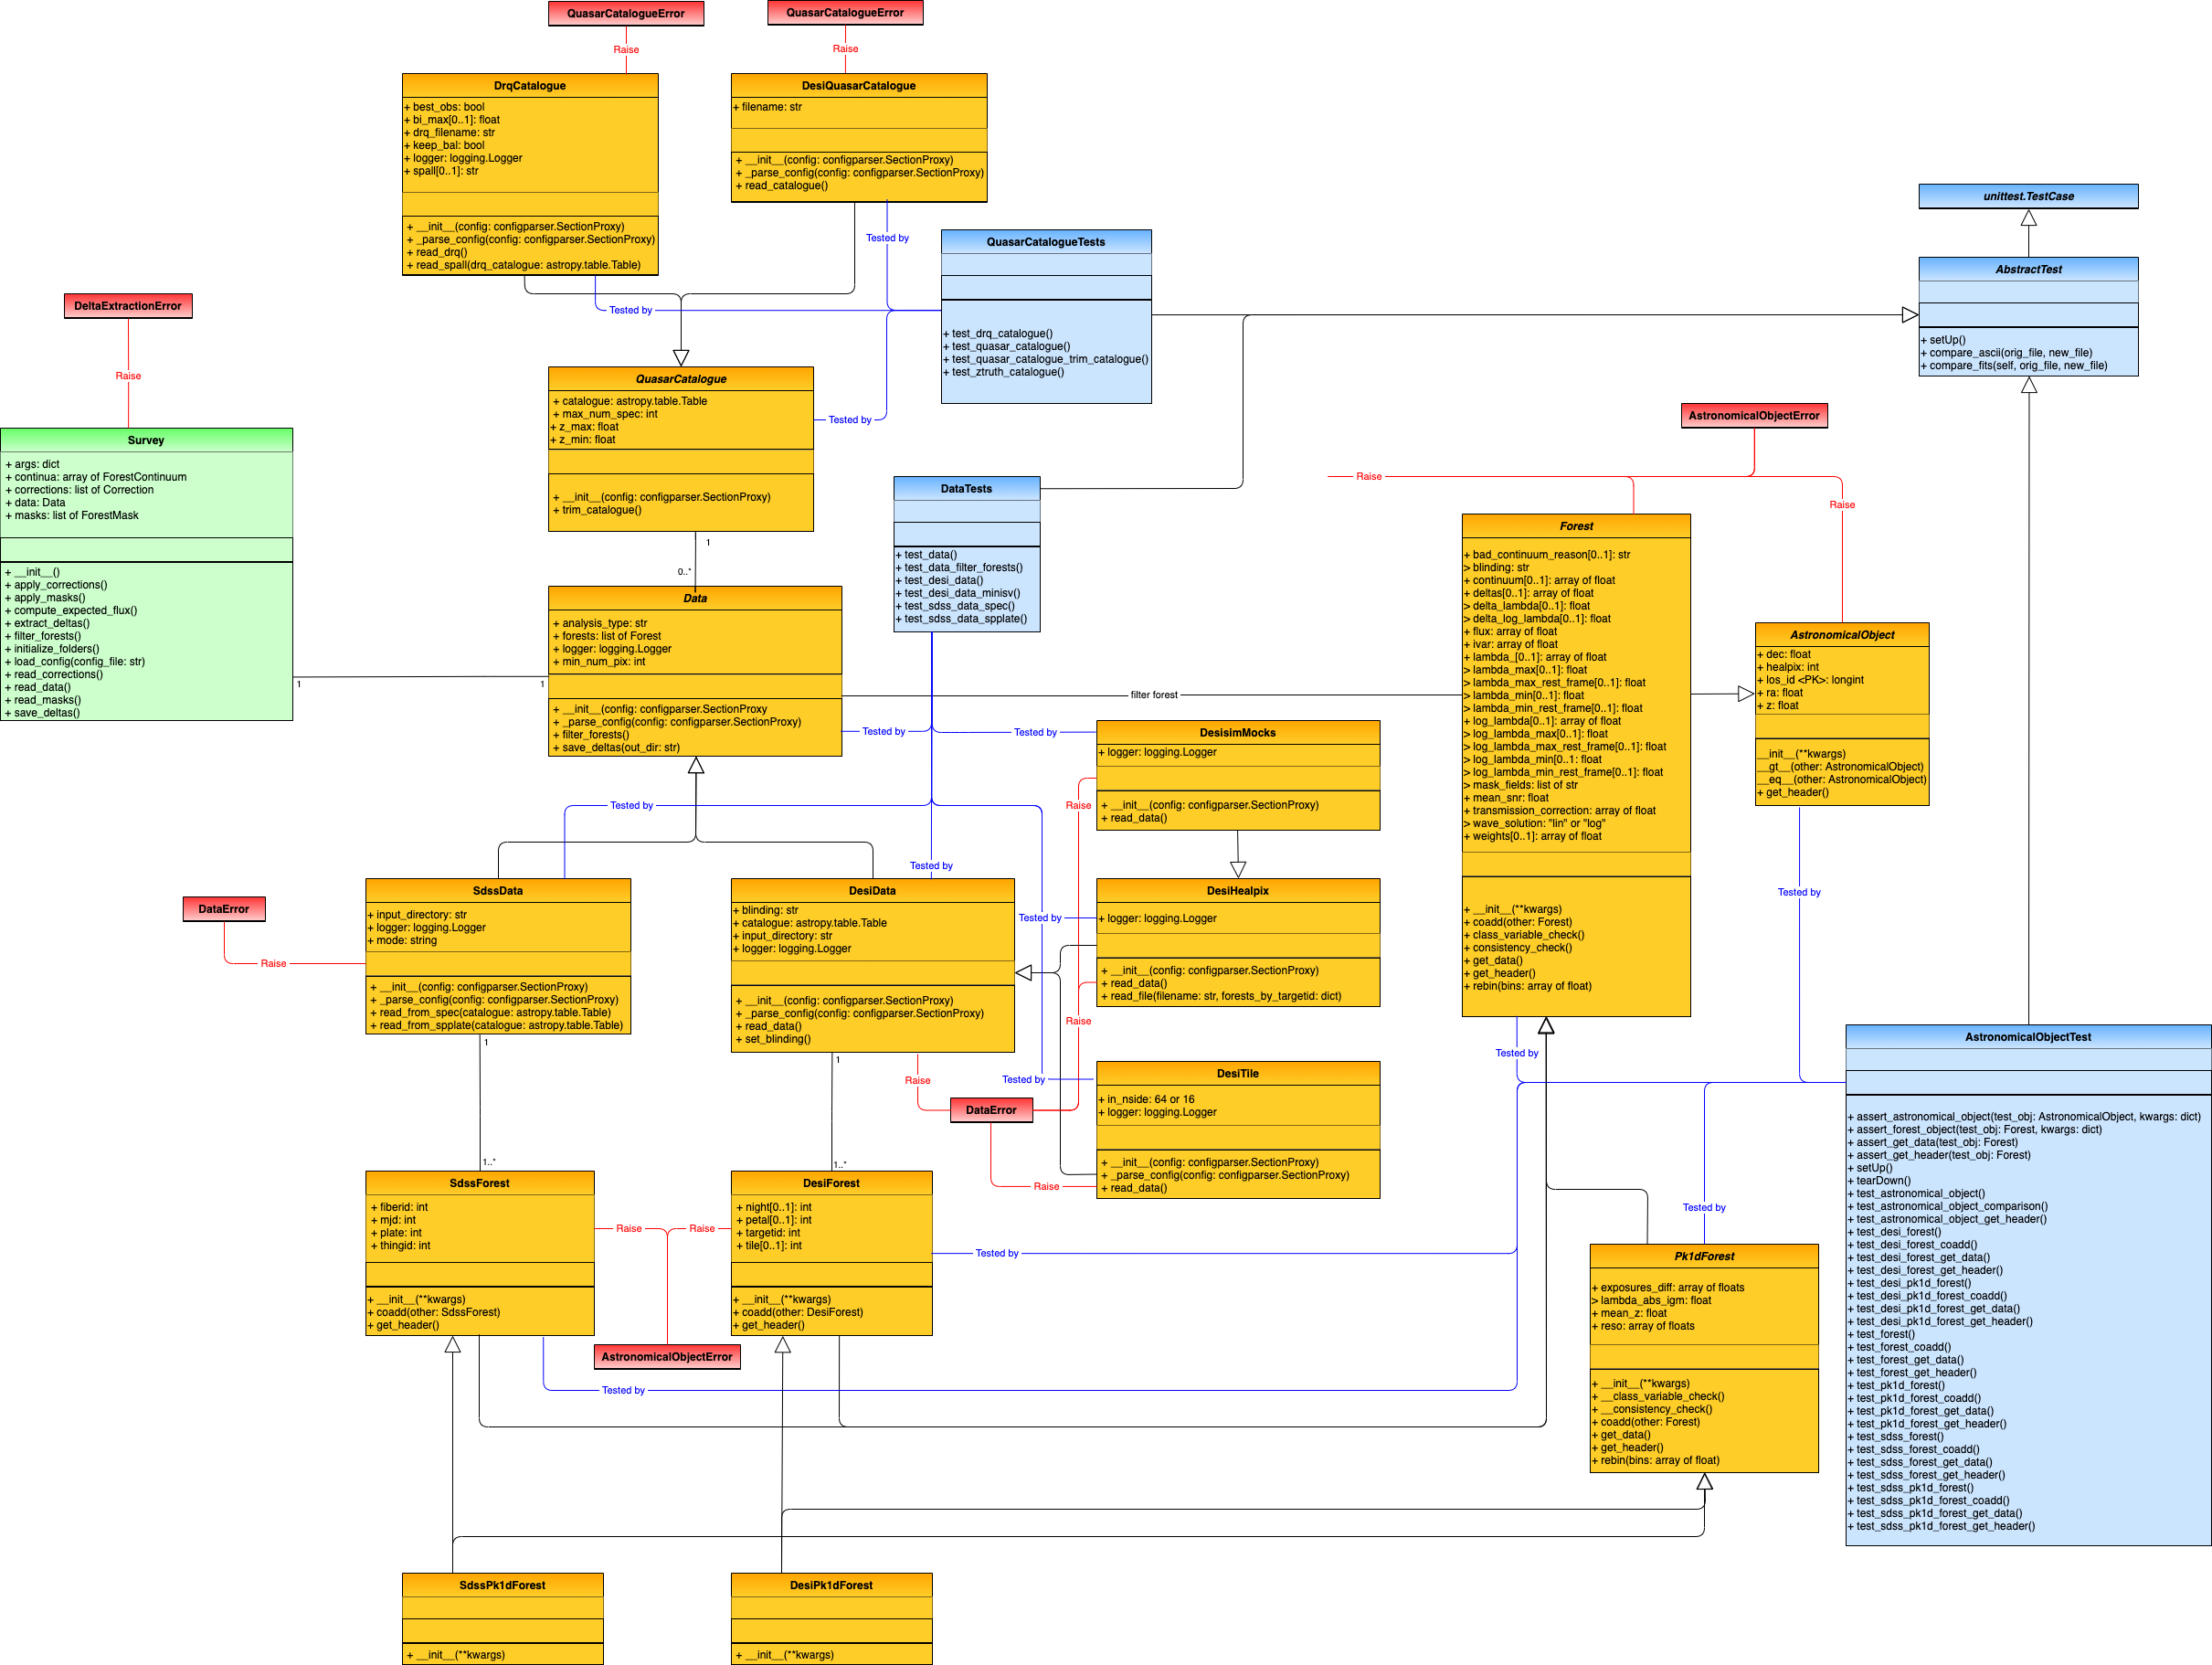 QuasarCatalogueError
QuasarCatalogueError
Raise
Raise
DrqCatalogue
+ best_obs: bool
+ bi_max[0..1]: float
+ drq_filename: str
+ keep_bal: bool
+ logger: logging.Logger
+ spall[0..1]: str
+ __init__(config: configparser.SectionProxy)
+ _parse_config(config: configparser.SectionProxy)
+ read_drq()
+ read_spall(drq_catalogue: astropy.table.Table)
DesiQuasarCatalogue
+ filename: str
+ __init__(config: configparser.SectionProxy)
+ _parse_config(config: configparser.SectionProxy)
+ read_catalogue()
Tested by
Tested by
QuasarCatalogueTests
+ test_drq_catalogue()
+ test_quasar_catalogue()
+ test_quasar_catalogue_trim_catalogue()
+ test_ztruth_catalogue()
unittest.TestCase
AbstractTest
+ setUp()
+ compare_ascii(orig_file, new_file)
+ compare_fits(self, orig_file, new_file)
DeltaExtractionError
Raise
Survey
+ args: dict
+ continua: array of ForestContinuum
+ corrections: list of Correction
+ data: Data
+ masks: list of ForestMask
+ __init__()
+ apply_corrections()
+ apply_masks()
+ compute_expected_flux()
+ extract_deltas()
+ filter_forests()
+ initialize_folders()
+ load_config(config_file: str)
+ read_corrections()
+ read_data()
+ read_masks()
+ save_deltas()
1
1
QuasarCatalogue
+ catalogue: astropy.table.Table
+ max_num_spec: int
+ z_max: float
+ z_min: float
+ __init__(config: configparser.SectionProxy)
+ trim_catalogue()
Tested by
1
0..*
Data
+ analysis_type: str
+ forests: list of Forest
+ logger: logging.Logger
+ min_num_pix: int
+ __init__(config: configparser.SectionProxy
+ _parse_config(config: configparser.SectionProxy)
+ filter_forests()
+ save_deltas(out_dir: str)
filter forest
Tested by
Tested by
Tested by
Tested by
DataTests
+ test_data()
+ test_data_filter_forests()
+ test_desi_data()
+ test_desi_data_minisv()
+ test_sdss_data_spec()
+ test_sdss_data_spplate()
AstronomicalObjectError
Raise
Raise
Forest
+ bad_continuum_reason[0..1]: str
> blinding: str
+ continuum[0..1]: array of float
+ deltas[0..1]: array of float
> delta_lambda[0..1]: float
> delta_log_lambda[0..1]: float
+ flux: array of float
+ ivar: array of float
+ lambda_[0..1]: array of float
> lambda_max[0..1]: float
> lambda_max_rest_frame[0..1]: float
> lambda_min[0..1]: float
> lambda_min_rest_frame[0..1]: float
+ log_lambda[0..1]: array of float
> log_lambda_max[0..1]: float
> log_lambda_max_rest_frame[0..1]: float
> log_lambda_min[0..1: float
> log_lambda_min_rest_frame[0..1]: float
> mask_fields: list of str
+ mean_snr: float
+ transmission_correction: array of float
> wave_solution: "lin" or "log"
+ weights[0..1]: array of float
+ __init__(**kwargs)
+ coadd(other: Forest)
+ class_variable_check()
+ consistency_check()
+ get_data()
+ get_header()
+ rebin(bins: array of float)
AstronomicalObject
+ dec: float
+ healpix: int
+ los_id <PK>: longint
+ ra: float
+ z: float
__init__(**kwargs)
__gt__(other: AstronomicalObject)
__eq__(other: AstronomicalObject)
+ get_header()
Tested by
DesisimMocks
+ logger: logging.Logger
+ __init__(config: configparser.SectionProxy)
+ read_data()
Raise
DesiHealpix
+ logger: logging.Logger
+ __init__(config: configparser.SectionProxy)
+ read_data()
+ read_file(filename: str, forests_by_targetid: dict)
Tested by
Raise
DesiTile
+ in_nside: 64 or 16
+ logger: logging.Logger
+ __init__(config: configparser.SectionProxy)
+ _parse_config(config: configparser.SectionProxy)
+ read_data()
Tested by
Raise
DataError
Raise
DataError
Raise
SdssData
+ input_directory: str
+ logger: logging.Logger
+ mode: string
+ __init__(config: configparser.SectionProxy)
+ _parse_config(config: configparser.SectionProxy)
+ read_from_spec(catalogue: astropy.table.Table)
+ read_from_spplate(catalogue: astropy.table.Table)
DesiData
+ blinding: str
+ catalogue: astropy.table.Table
+ input_directory: str
+ logger: logging.Logger
+ __init__(config: configparser.SectionProxy)
+ _parse_config(config: configparser.SectionProxy)
+ read_data()
+ set_blinding()
1
1
1..*
1..*
SdssForest
+ fiberid: int
+ mjd: int
+ plate: int
+ thingid: int
+ __init__(**kwargs)
+ coadd(other: SdssForest)
+ get_header()
Raise
Raise
DesiForest
+ night[0..1]: int
+ petal[0..1]: int
+ targetid: int
+ tile[0..1]: int
+ __init__(**kwargs)
+ coadd(other: DesiForest)
+ get_header()
AstronomicalObjectError
Tested by
Tested by
Tested by
Tested by
Pk1dForest
+ exposures_diff: array of floats
> lambda_abs_igm: float
+ mean_z: float
+ reso: array of floats
+ __init__(**kwargs)
+ __class_variable_check()
+ __consistency_check()
+ coadd(other: Forest)
+ get_data()
+ get_header()
+ rebin(bins: array of float)
AstronomicalObjectTest
+ assert_astronomical_object(test_obj: AstronomicalObject, kwargs: dict)
+ assert_forest_object(test_obj: Forest, kwargs: dict)
+ assert_get_data(test_obj: Forest)
+ assert_get_header(test_obj: Forest)
+ setUp()
+ tearDown()
+ test_astronomical_object()
+ test_astronomical_object_comparison()
+ test_astronomical_object_get_header()
+ test_desi_forest()
+ test_desi_forest_coadd()
+ test_desi_forest_get_data()
+ test_desi_forest_get_header()
+ test_desi_pk1d_forest()
+ test_desi_pk1d_forest_coadd()
+ test_desi_pk1d_forest_get_data()
+ test_desi_pk1d_forest_get_header()
+ test_forest()
+ test_forest_coadd()
+ test_forest_get_data()
+ test_forest_get_header()
+ test_pk1d_forest()
+ test_pk1d_forest_coadd()
+ test_pk1d_forest_get_data()
+ test_pk1d_forest_get_header()
+ test_sdss_forest()
+ test_sdss_forest_coadd()
+ test_sdss_forest_get_data()
+ test_sdss_forest_get_header()
+ test_sdss_pk1d_forest()
+ test_sdss_pk1d_forest_coadd()
+ test_sdss_pk1d_forest_get_data()
+ test_sdss_pk1d_forest_get_header()
SdssPk1dForest
+ __init__(**kwargs)
DesiPk1dForest
+ __init__(**kwargs)